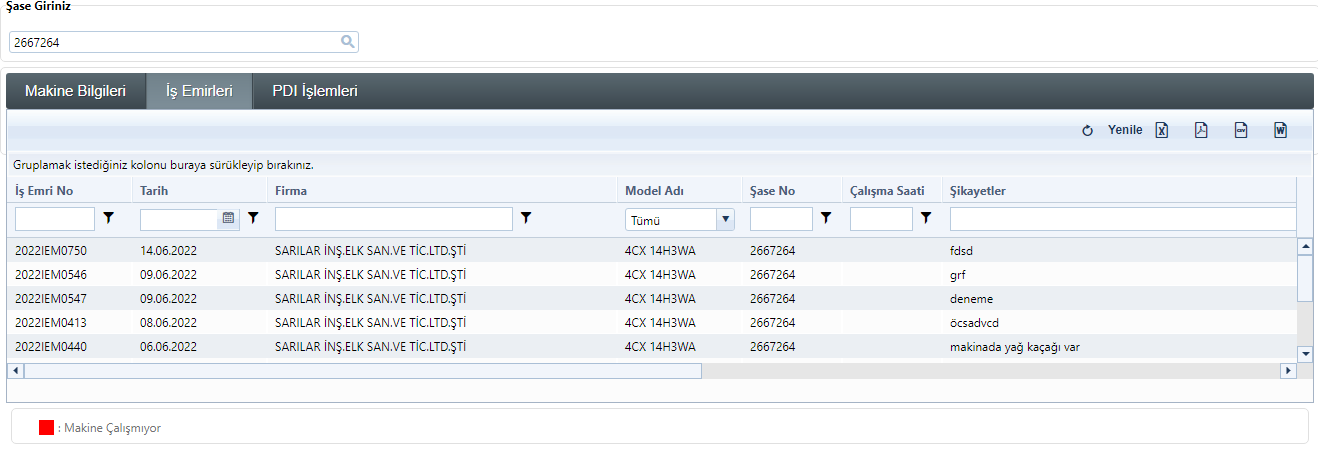 Şase Giriniz
2667264
Makine Bilgileri İş Emirleri PDI İşlemleri
Yenile
Gruplamak istediğiniz kolonu buraya sürükleyip bırakınız.
İş Emri No Tarih Firma Model Adı Şase No Çalışma Saati Şikayetler
Tümü
2022IEM0750 14.06.2022 SARILAR İNŞ.ELK SAN.VE TİC.LTD.ŞTİ 4CX 14H3WA 2667264 fdsd
2022IEM0546 09.06.2022 SARILAR İNŞ.ELK SAN.VE TİC.LTD.ŞTİ 4CX 14H3WA 2667264 grf
2022IEM0547 09.06.2022 SARILAR İNŞ.ELK SAN.VE TİC.LTD.ŞTİ 4CX 14H3WA 2667264 deneme
2022IEM0413 08.06.2022 SARILAR İNŞ.ELK SAN.VE TİC.LTD.ŞTİ 4CX 14H3WA 2667264 öcsadvcd
2022IEM0440 06.06.2022 SARILAR İNŞ.ELK SAN.VE TİC.LTD.ŞTİ 4CX 14H3WA 2667264 makinada yağ kaçağı var
: Makine Çalışmıyor